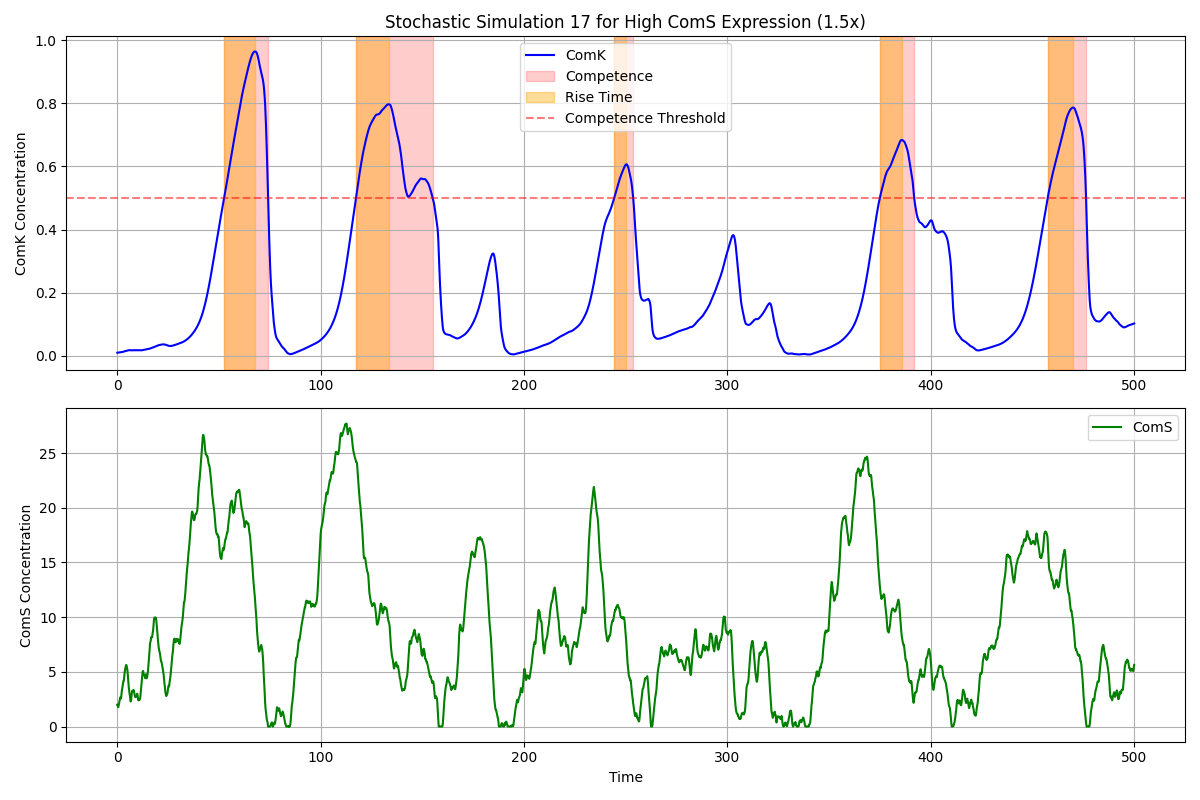 Stochastic Simulation 17 for High ComS Expression (1.5x)
ComK Concentration
1.0
0.8
0.6
0.4
0.2
0.0
ComK
Competence
Rise Time
Competence Threshold
0 100 200 300 400 500
ComS Concentration
25
20
15
10
5
0
ComS
0 100 200 300 400 500
Time